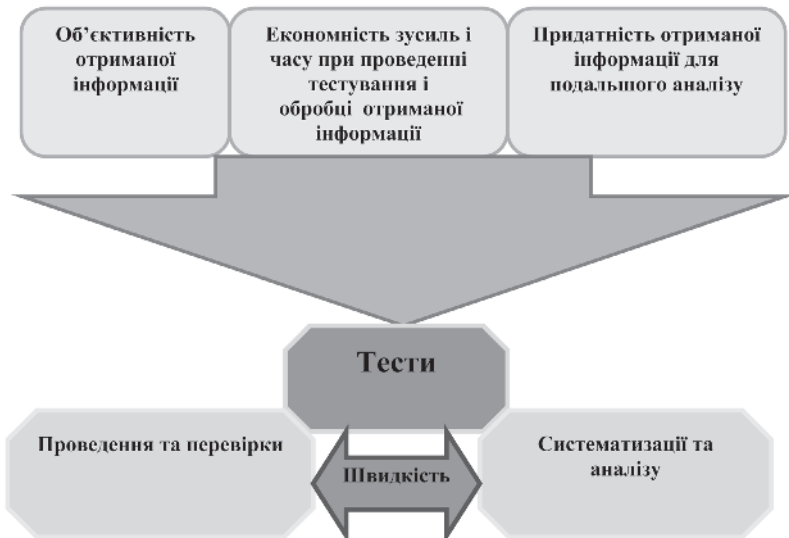 Об’єктивність
отриманої
інформації
Економність зусиль і
часу при проведенні
тестування і
обробці отриманої
інформації
Придатність отриманої
інформації для
подальшого аналізу
Тести
Проведення та перевірки
Швидкість
Систематизації та
аналізу